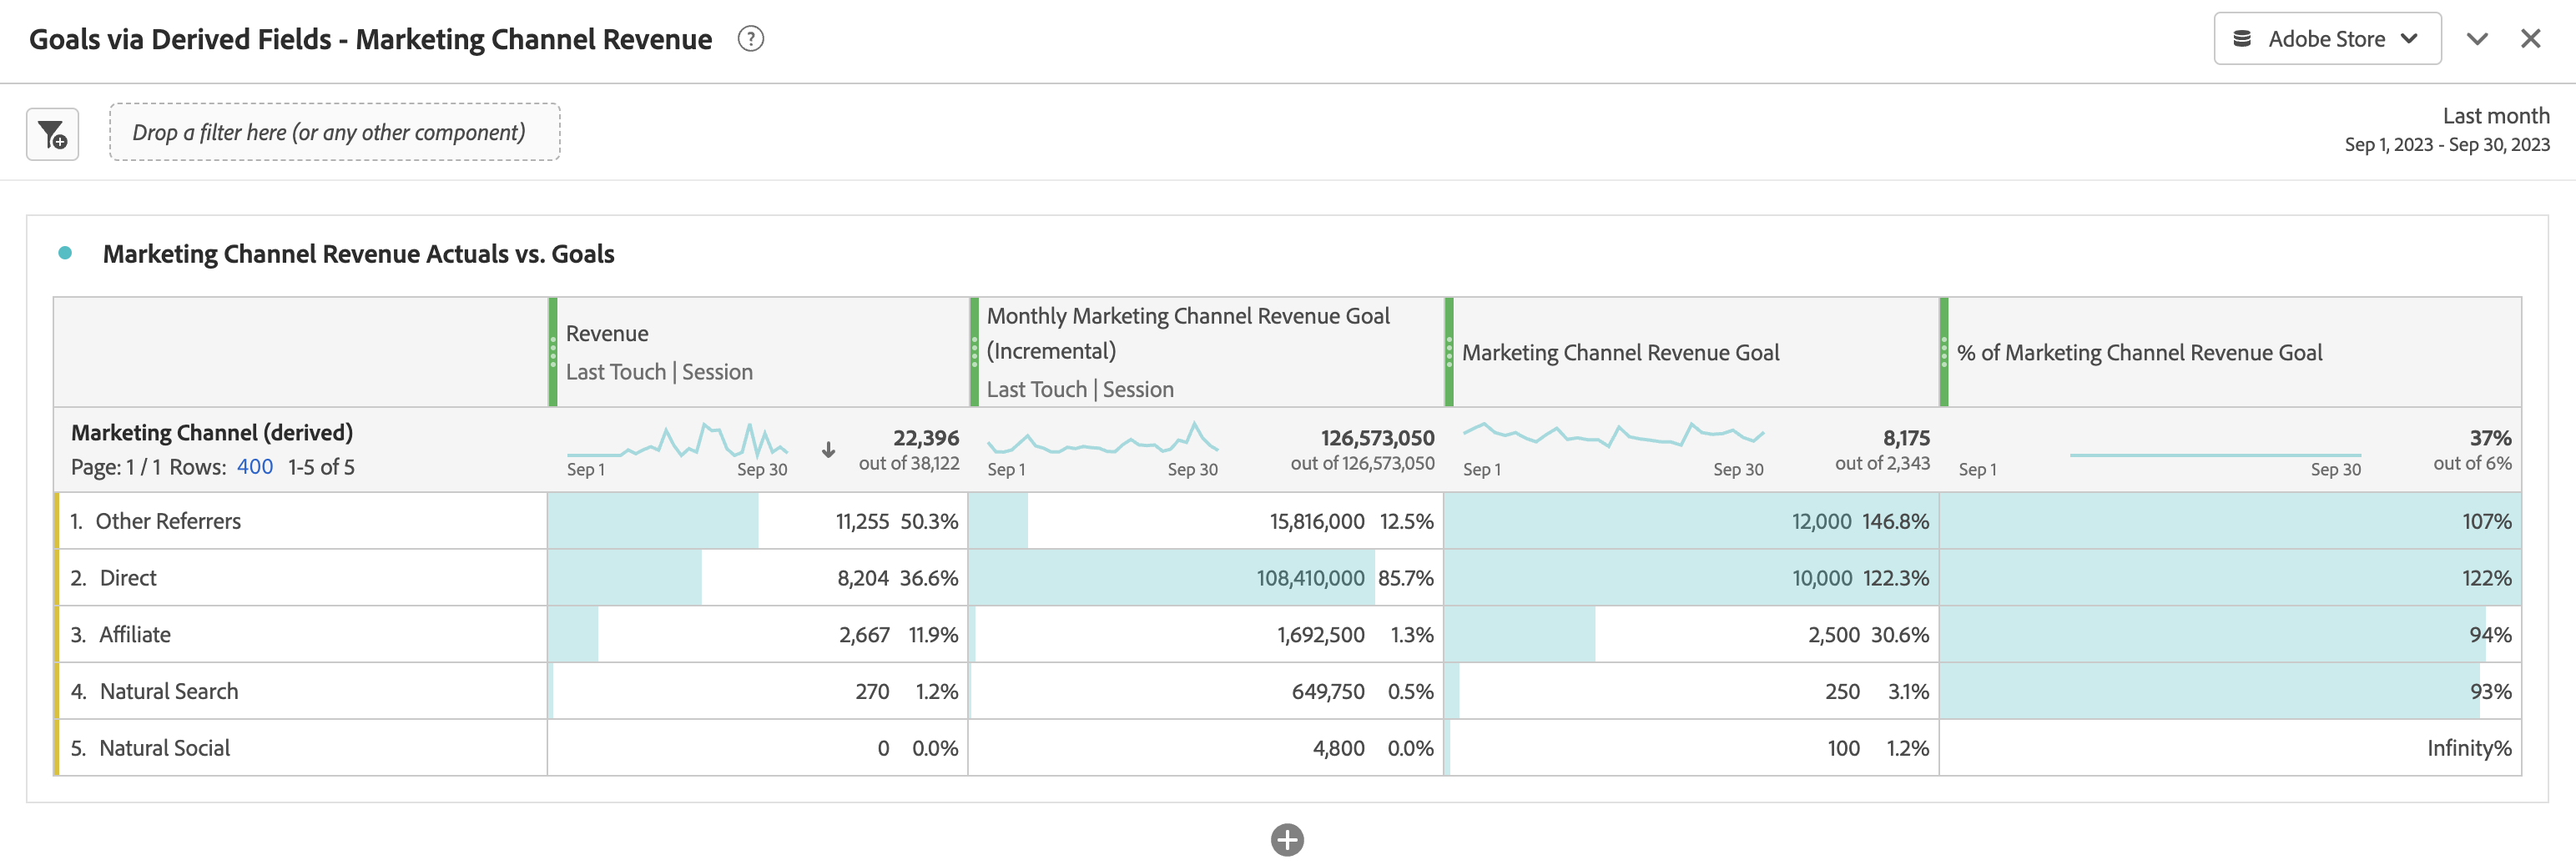 Goals via Derived Fields - Marketing Channel Revenue ?
Adobe Store
Drop a filter here (or any other component)
Last month
Sep 1, 2023 - Sep 30, 2023
Marketing Channel Revenue Actuals vs. Goals
Revenue
Last Touch | Session
Monthly Marketing Channel Revenue Goal
(Incremental)
Last Touch | Session
Marketing Channel Revenue Goal
% of Marketing Channel Revenue Goal
Marketing Channel (derived)
Page: 1 / 1 Rows: 400 1-5 of 5
Sep 1 Sep 30
22,396
out of 38,122
Sep 1 Sep 30
126,573,050
out of 126,573,050
Sep 1 Sep 30
8,175
out of 2,343
Sep 1 Sep 30
37%
out of 6%
1. Other Referrers 11,255 50.3% 15,816,000 12.5% 12,000 146.8% 107%
2. Direct 8,204 36.6% 108,410,000 85.7% 10,000 122.3% 122%
3. Affiliate 2,667 11.9% 1,692,500 1.3% 2,500 30.6% 94%
4. Natural Search 270 1.2% 649,750 0.5% 250 3.1% 93%
5. Natural Social 0 0.0% 4,800 0.0% 100 1.2% Infinity%